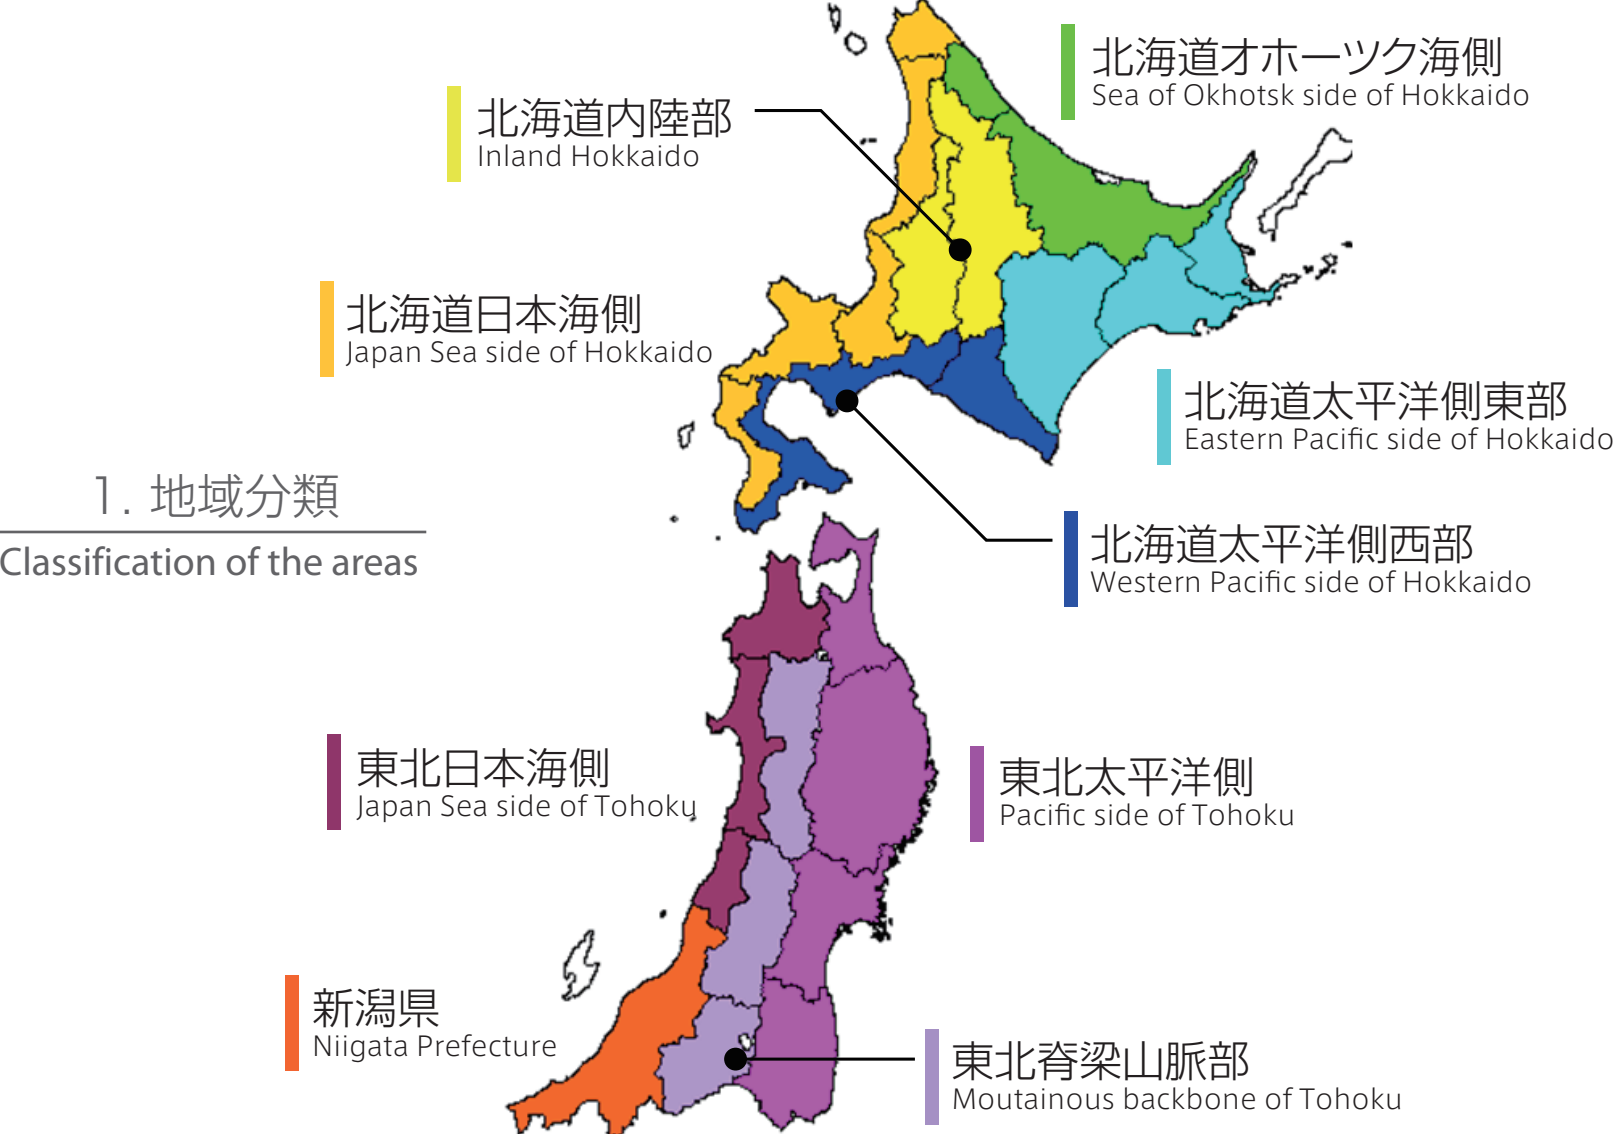 北海道オホーツク海側
Sea of Okhotsk side of Hokkaido
北海道内陸部
Inland Hokkaido
北海道日本海側
Japan Sea side of Hokkaido
北海道太平洋側東部
Eastern Pacific side of Hokkaido
1. 地域分類
Classification of the areas
北海道太平洋側西部
Western Pacific side of Hokkaido
東北日本海側
Japan Sea side of Tohoku
東北太平洋側
Pacific side of Tohoku
新潟県
Niigata Prefecture
東北脊梁山脈部
Moutainous backbone of Tohoku